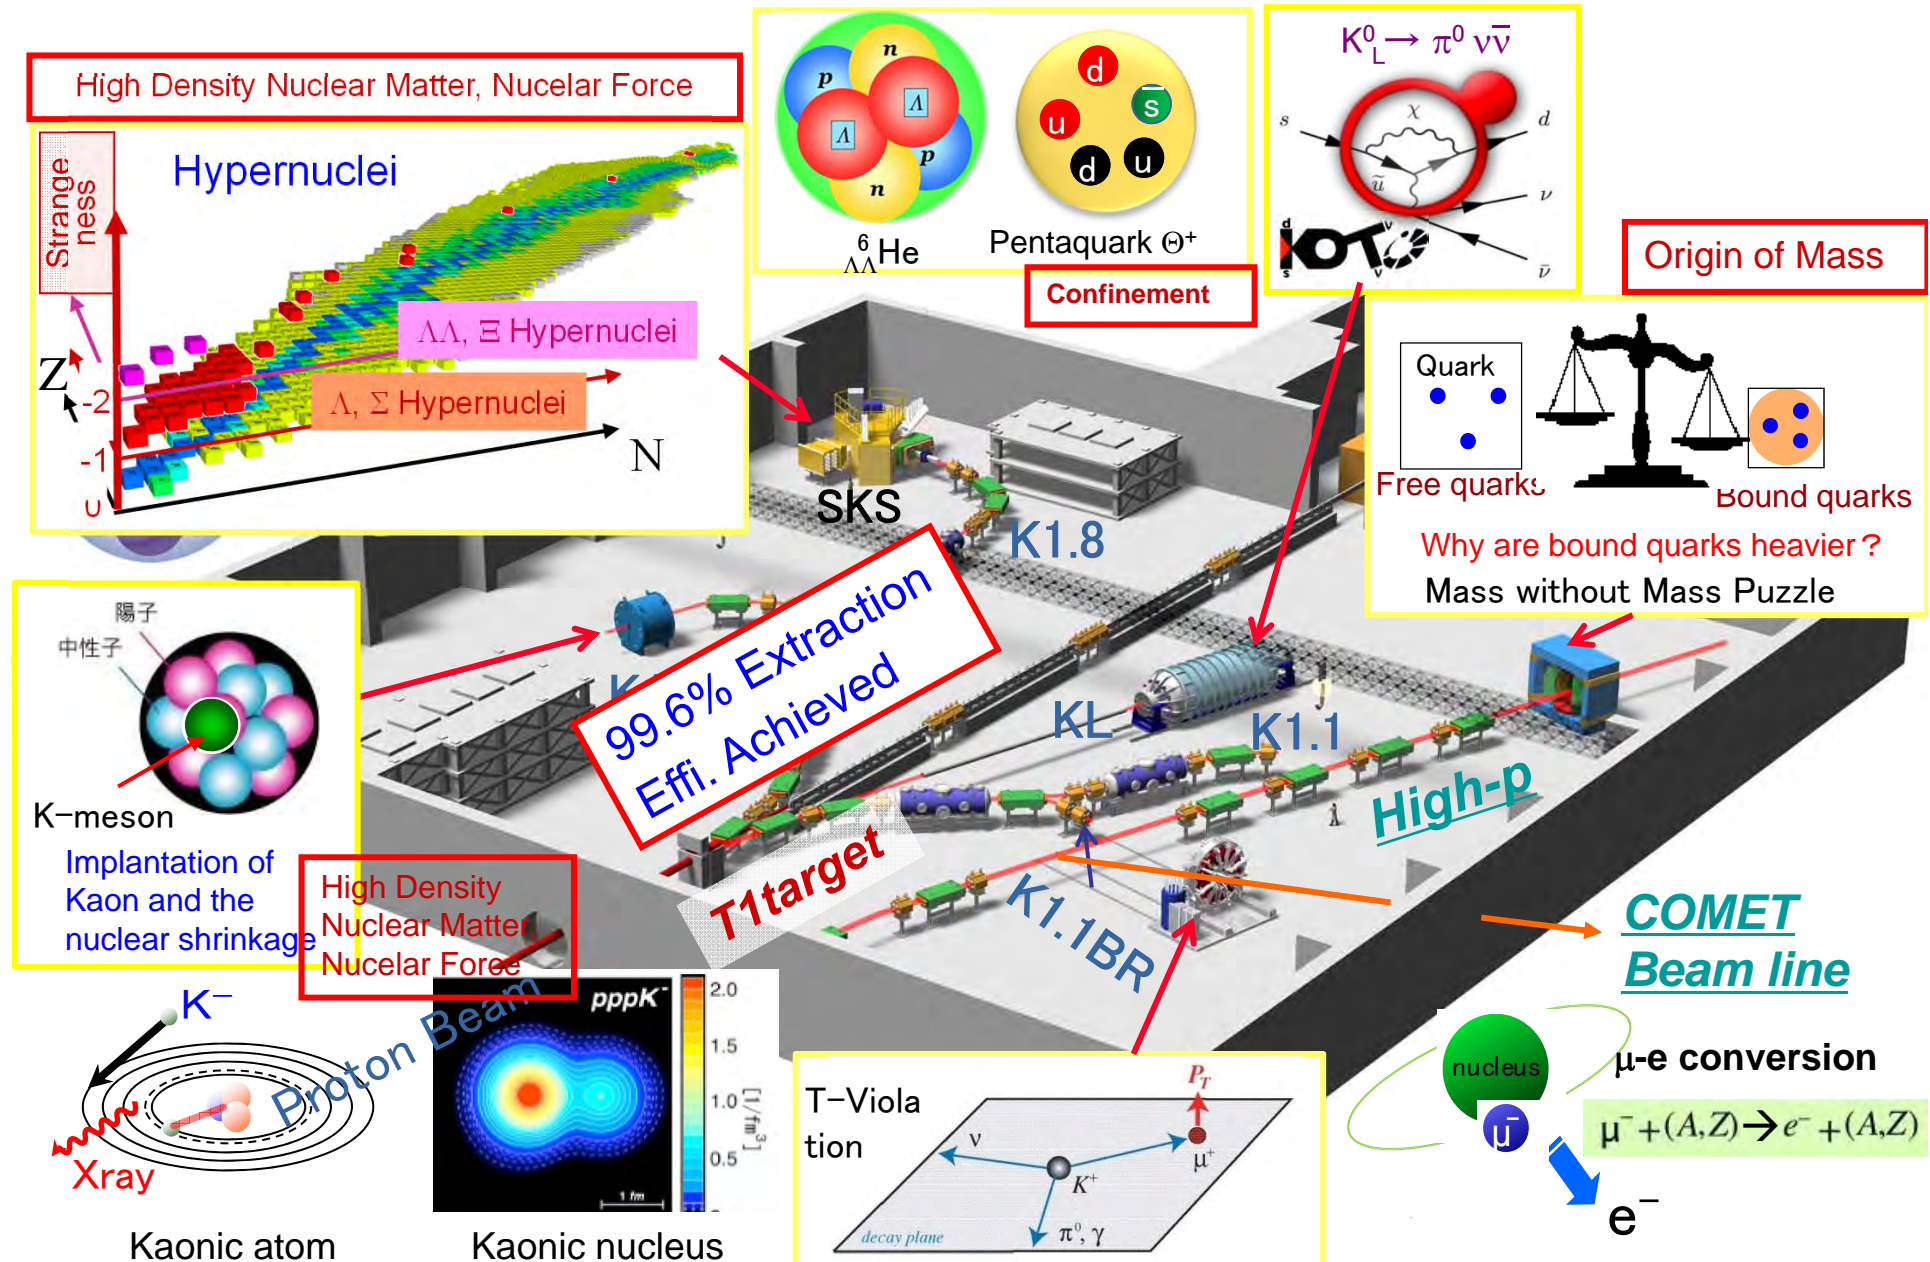 High Density Nuclear Matter, Nucelar Force
Strange
ness
Hypernuclei
Z
-2
-1
0
N
ΛΛ, Ξ Hypernuclei
Λ, Σ Hypernuclei
n
p
Λ
Λ
p
n
6
ΛΛ He
d
u
s̅
d
u
Pentaquark Θ+
Confinement
K0L → π0 νν̅
s
χ
d
ũ
ν
ν̅
KOTO
Origin of Mass
Quark
Free quarks
Bound quarks
Why are bound quarks heavier？
Mass without Mass Puzzle
SKS
K1.8
99.6% Extraction
Effi. Achieved
KL
K1.1
High-p
T1target
K1.1BR
COMET
Beam line
陽子
中性子
K−meson
Implantation of
Kaon and the
nuclear shrinkage
High Density
Nuclear Matter,
Nucelar Force
Proton Beam
K−
Xray
Kaonic atom
pppK-
2.0
1.5
1.0
0.5
[1/fm3]
1 fm
Kaonic nucleus
T−Viola
tion
PT
ν
μ+
K+
π0, γ
decay plane
nucleus
μ−
μ-e conversion
μ− +(A,Z)→e− +(A,Z)
e−